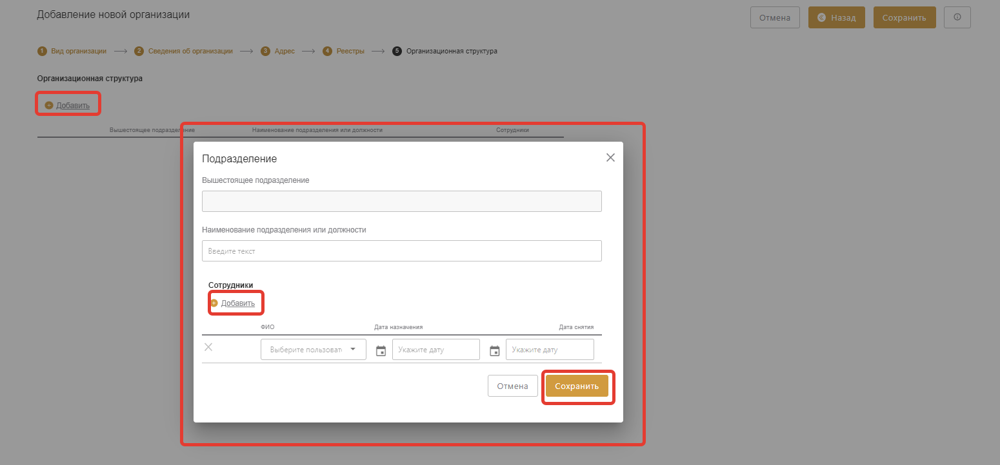 Добавление новой организации
Отмена
Назад
Сохранить
1 Вид организации
2 Сведения об организации
3 Адрес
4 Реестры
5 Организационная структура
Организационная структура
Добавить
Вышестоящее подразделение
Наименование подразделения или должности
Сотрудники
Подразделение
Вышестоящее подразделение
Наименование подразделения или должности
Введите текст
Сотрудники
Добавить
ФИО
Дата назначения
Дата снятия
Выберите пользоват
Укажите дату
Укажите дату
Отмена
Сохранить